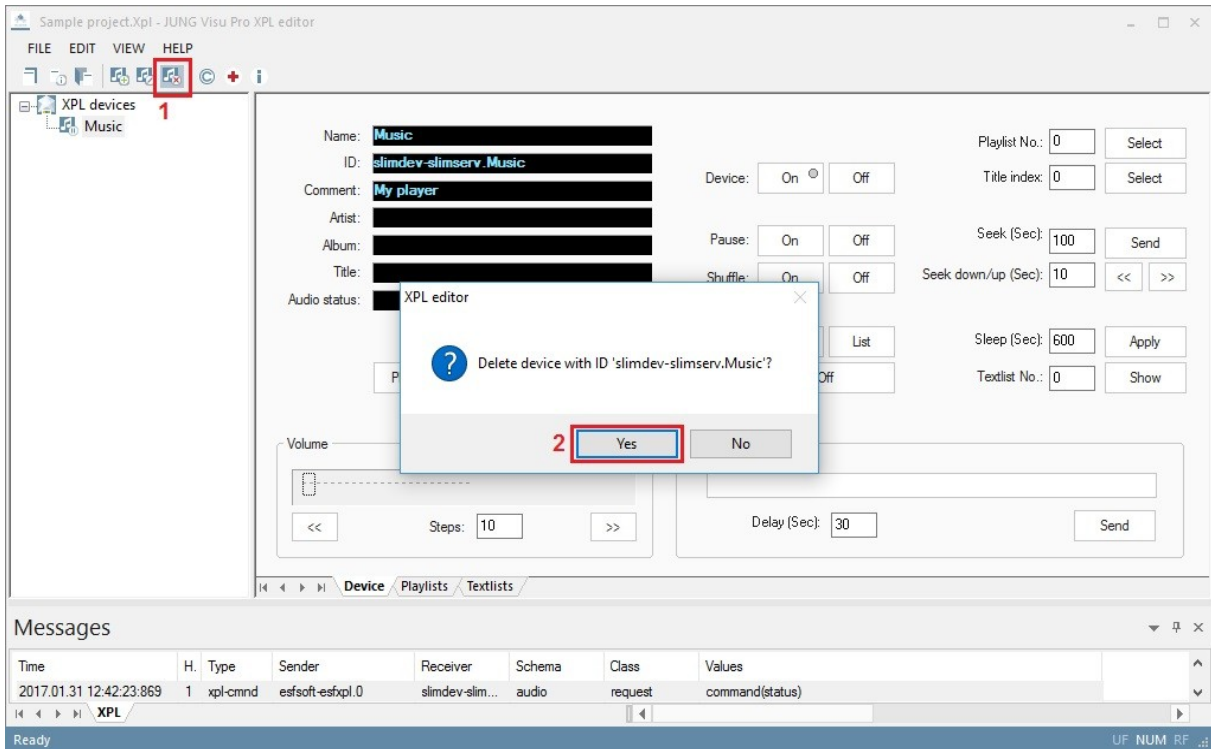 Sample project.Xpl - JUNG Visu Pro XPL editor
FILE EDIT VIEW HELP
1
XPL devices
Music
Name: Music
ID: slimdev-slimserv.Music
Comment: My player
Artist:
Album:
Title:
Audio status:
Device: On Off
Pause: On Off
Shuffle: On Off
List
Off
Playlist No.: 0 Select
Title index: 0 Select
Seek (Sec): 100 Send
Seek down/up (Sec): 10 << >>
Sleep (Sec): 600 Apply
Textlist No.: 0 Show
XPL editor
Delete device with ID 'slimdev-slimserv.Music'?
2 Yes No
Volume
<< Steps: 10 >>
Delay (Sec): 30 Send
Device Playlists Textlists
Messages
Time H. Type Sender Receiver Schema Class Values
2017.01.31 12:42:23:869 1 xpl-cmnd esfsoft-esfxpl.0 slimdev-slim... audio request command(status)
XPL
Ready UF NUM RF